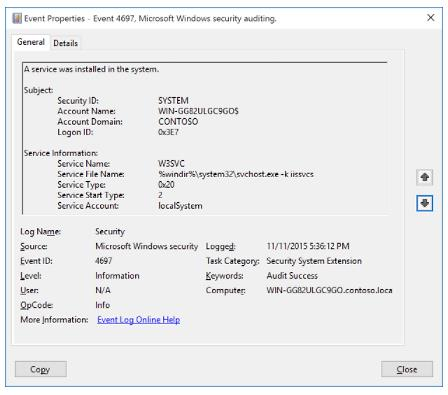 Event Properties - Event 4697, Microsoft Windows security auditing.
General Details
A service was installed in the system.
Subject:
Security ID: SYSTEM
Account Name: WIN-GG82ULGC9GO$
Account Domain: CONTOSO
Logon ID: 0x3E7
Service Information:
Service Name: W3SVC
Service File Name: %windir%\system32\svchost.exe -k iissvcs
Service Type: 0x20
Service Start Type: 2
Service Account: localSystem
Log Name: Security
Source: Microsoft Windows security Logged: 11/11/2015 5:36:12 PM
Event ID: 4697 Task Category: Security System Extension
Level: Information Keywords: Audit Success
User: N/A Computer: WIN-GG82ULGC9GO.contoso.loca
OpCode: Info
More Information: Event Log Online Help
Copy Close